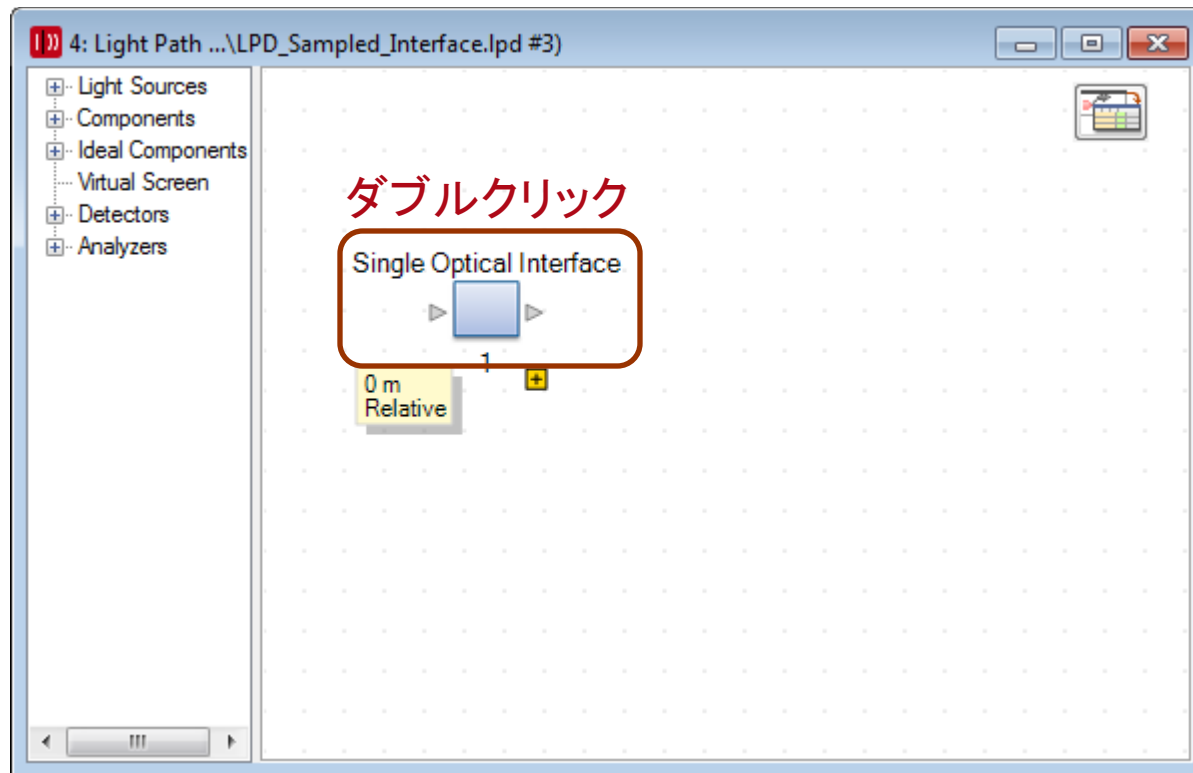 4: Light Path ...\LPD_Sampled_Interface.lpd #3)
Light Sources
Components
Ideal Components
Virtual Screen
Detectors
Analyzers
ダブルクリック
Single Optical Interface
1
0 m
Relative